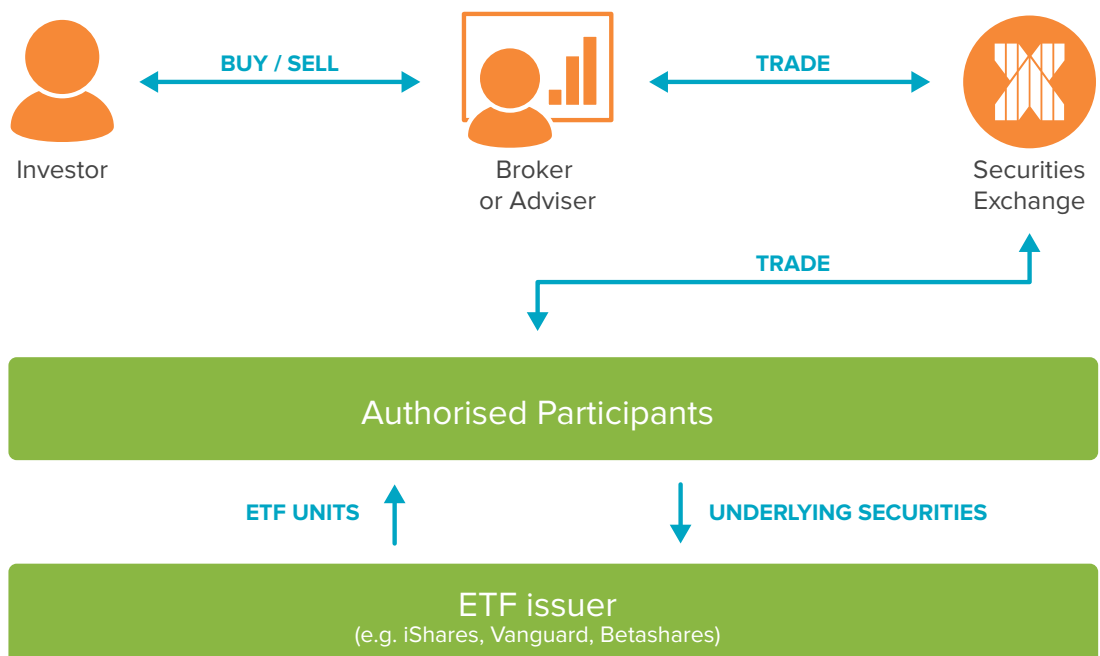 BUY / SELL
TRADE
Investor
Broker
or Adviser
Securities
Exchange
TRADE
Authorised Participants
ETF UNITS
UNDERLYING SECURITIES
ETF issuer
(e.g. iShares, Vanguard, Betashares)